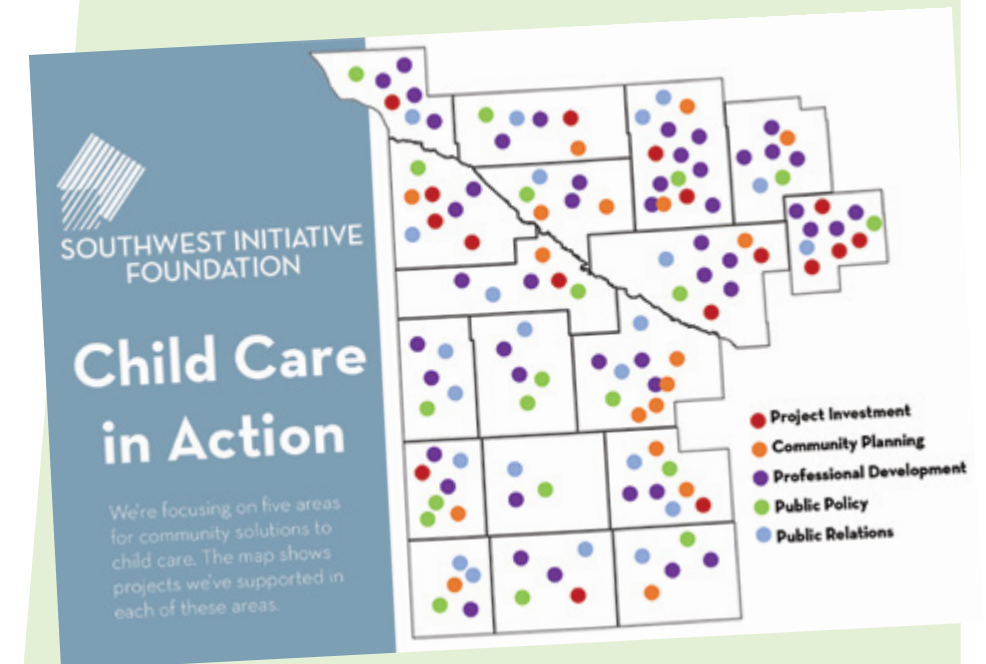 SOUTHWEST INITIATIVE
FOUNDATION
Child Care
in Action
We're focusing on five areas
for community solutions to
child care. The map shows
projects we've supported in
each of these areas.
Project Investment
Community Planning
Professional Development
Public Policy
Public Relations